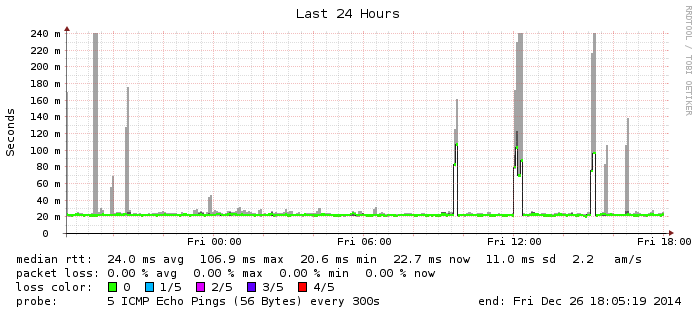 Last 24 Hours
RRDTOOL / TOBI OETIKER
Seconds
240 m
220 m
200 m
180 m
160 m
140 m
120 m
100 m
80 m
60 m
40 m
20 m
0
Fri 00:00 Fri 06:00 Fri 12:00 Fri 18:00
median rtt: 24.0 ms avg 106.9 ms max 20.6 ms min 22.7 ms now 11.0 ms sd 2.2 am/s
packet loss: 0.00 % avg 0.00 % max 0.00 % min 0.00 % now
loss color: 0 1/5 2/5 3/5 4/5
probe: 5 ICMP Echo Pings (56 Bytes) every 300s end: Fri Dec 26 18:05:19 2014